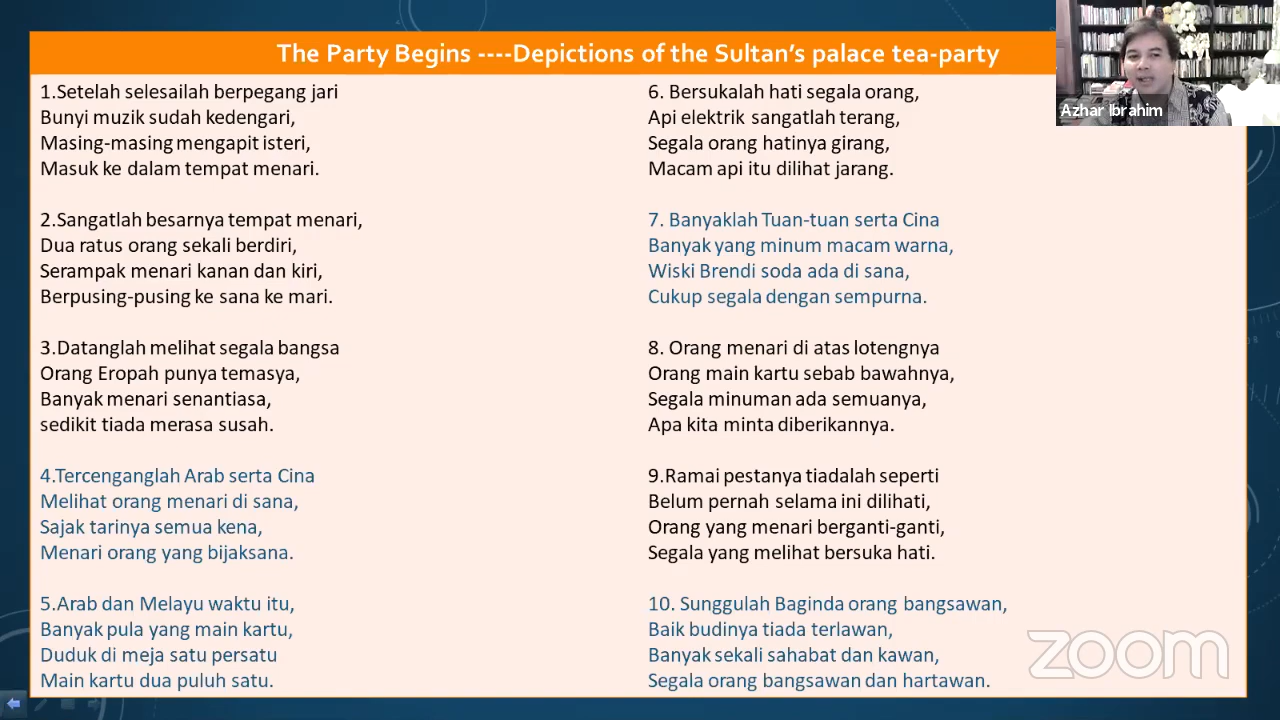 The Party Begins ----Depictions of the Sultan's palace tea-party
1.Setelah selesailah berpegang jari
Bunyi muzik sudah kedengari,
Masing-masing mengapit isteri,
Masuk ke dalam tempat menari.
2.Sangatlah besarnya tempat menari,
Dua ratus orang sekali berdiri,
Serampak menari kanan dan kiri,
Berpusing-pusing ke sana ke mari.
3.Datanglah melihat segala bangsa
Orang Eropah punya temasya,
Banyak menari senantiasa,
sedikit tiada merasa susah.
4.Tercenganglah Arab serta Cina
Melihat orang menari di sana,
Sajak tarinya semua kena,
Menari orang yang bijaksana.
5.Arab dan Melayu waktu itu,
Banyak pula yang main kartu,
Duduk di meja satu persatu
Main kartu dua puluh satu.
6. Bersukalah hati segala orang,
Api elektrik sangatlah terang,
Segala orang hatinya girang,
Macam api itu dilihat jarang.
7. Banyaklah Tuan-tuan serta Cina
Banyak yang minum macam warna,
Wiski Brendi soda ada di sana,
Cukup segala dengan sempurna.
8. Orang menari di atas lotengnya
Orang main kartu sebab bawahnya,
Segala minuman ada semuanya,
Apa kita minta diberikannya.
9.Ramai pestanya tiadalah seperti
Belum pernah selama ini dilihati,
Orang yang menari berganti-ganti,
Segala yang melihat bersuka hati.
10. Sunggulah Baginda orang bangsawan,
Baik budinya tiada terlawan,
Banyak sekali sahabat dan kawan,
Segala orang bangsawan dan hartawan.
Azhar Ibrahim
zoom